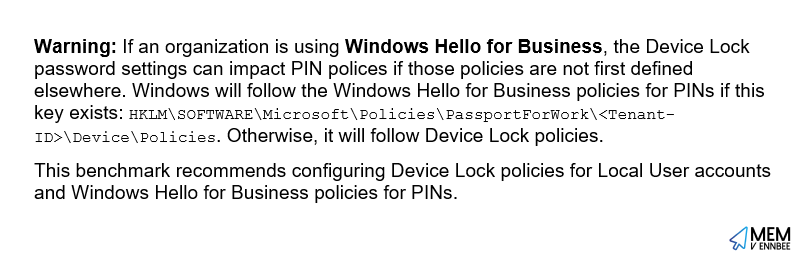 Warning: If an organization is using Windows Hello for Business, the Device Lock
password settings can impact PIN polices if those policies are not first defined
elsewhere. Windows will follow the Windows Hello for Business policies for PINs if this
key exists: HKLM\SOFTWARE\Microsoft\Policies\PassportForWork\<Tenant-
ID>\Device\Policies. Otherwise, it will follow Device Lock policies.
This benchmark recommends configuring Device Lock policies for Local User accounts
and Windows Hello for Business policies for PINs.
MEM
V ENNBEE